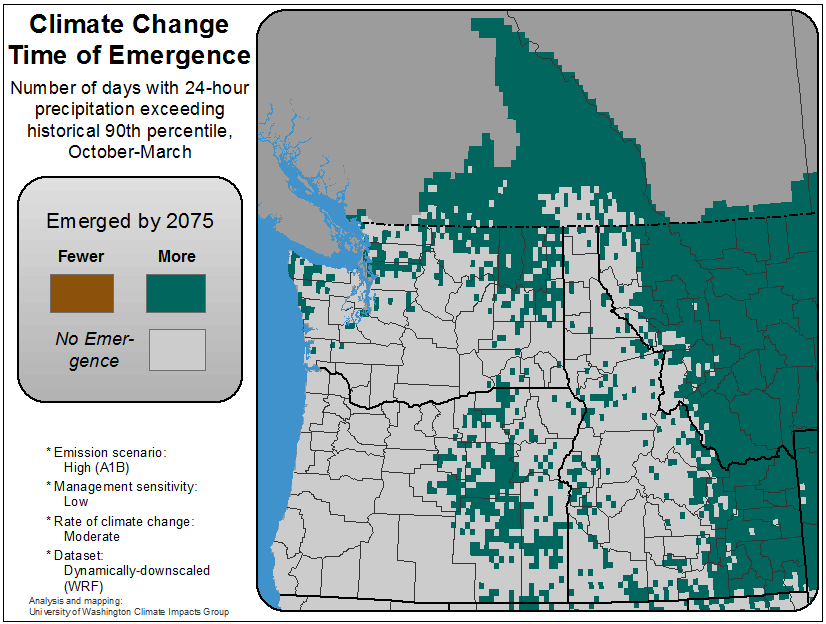 Climate Change
Time of Emergence
Number of days with 24-hour
precipitation exceeding
historical 90th percentile,
October-March
Emerged by 2075
Fewer More
No Emer-
gence
* Emission scenario:
High (A1B)
* Management sensitivity:
Low
* Rate of climate change:
Moderate
* Dataset:
Dynamically-downscaled
(WRF)
Analysis and mapping:
University of Washington Climate Impacts Group